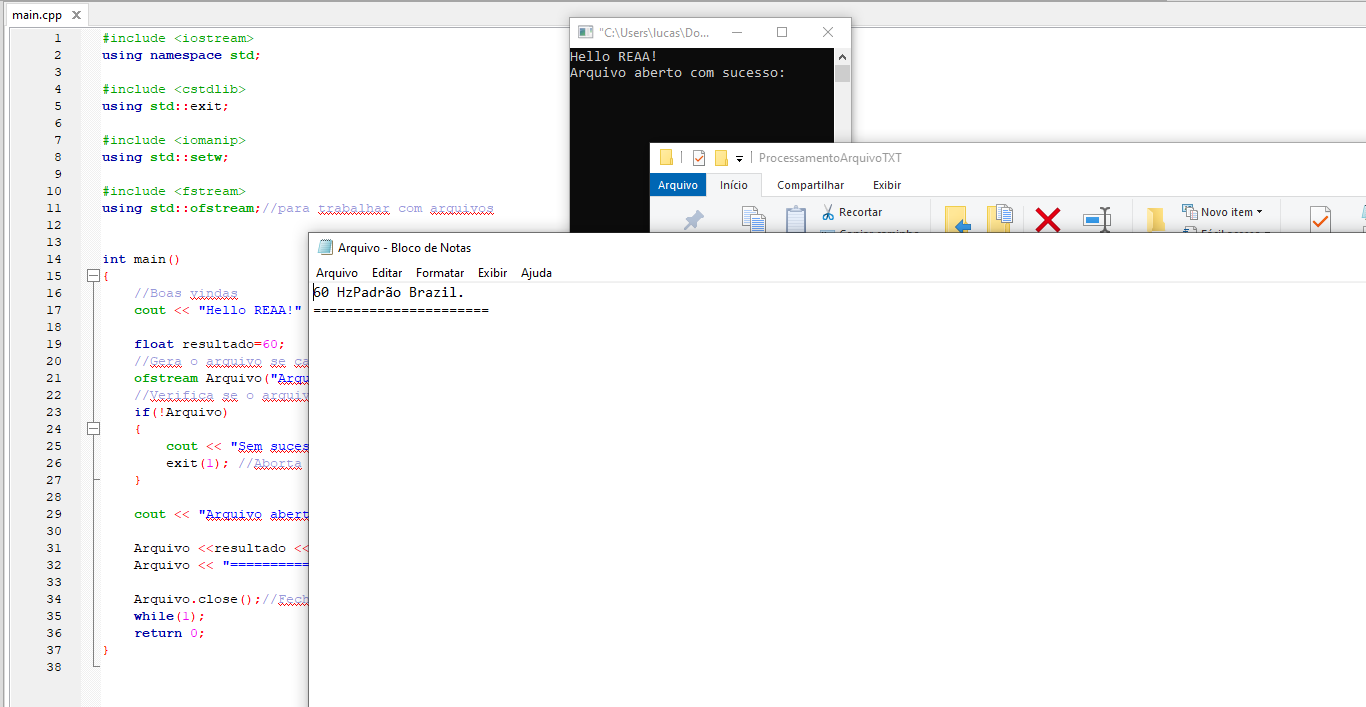 main.cpp
1 #include <iostream>
2 using namespace std;
3
4 #include <cstdlib>
5 using std::exit;
6
7 #include <iomanip>
8 using std::setw;
9
10 #include <fstream>
11 using std::ofstream;//para trabalhar com arquivos
12
13
14 int main()
15 {
16 //Boas vindas
17 cout << "Hello REAA!"
18
19 float resultado=60;
20 //Gera o arquivo se ca
21 ofstream Arquivo("Arqu
22 //Verifica se o arquiv
23 if(!Arquivo)
24 {
25 cout << "Sem suces
26 exit(1); //Aborta
27 }
28
29 cout << "Arquivo abert
30
31 Arquivo <<resultado <<
32 Arquivo << "==========
33
34 Arquivo.close();//Fech
35 while(1);
36 return 0;
37 }
38
"C:\Users\lucas\Do...
Hello REAA!
Arquivo aberto com sucesso:
ProcessamentoArquivoTXT
Arquivo Início Compartilhar Exibir
Recortar
Novo item
Arquivo - Bloco de Notas
Arquivo Editar Formatar Exibir Ajuda
60 HzPadrão Brazil.
======================